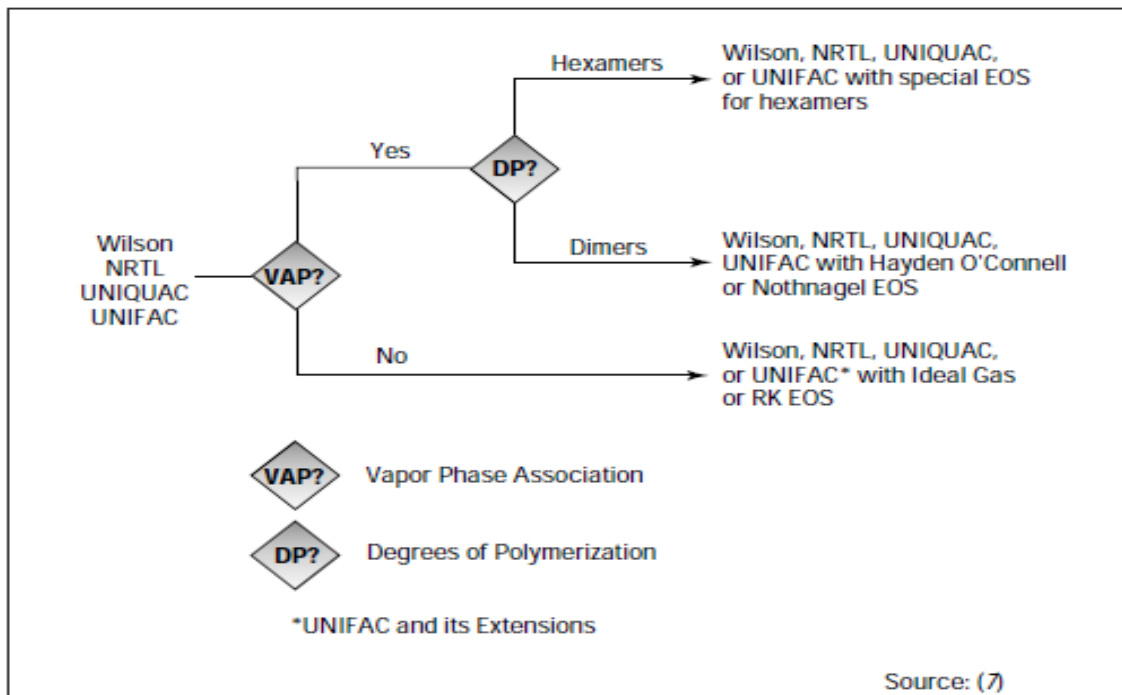 Hexamers
Wilson, NRTL, UNIQUAC,
or UNIFAC with special EOS
for hexamers
Yes
DP?
Wilson
NRTL
UNIQUAC
UNIFAC
VAP?
Dimers
Wilson, NRTL, UNIQUAC,
UNIFAC with Hayden O'Connell
or Nothnagel EOS
No
Wilson, NRTL, UNIQUAC,
or UNIFAC* with Ideal Gas
or RK EOS
VAP?
Vapor Phase Association
DP?
Degrees of Polymerization
*UNIFAC and its Extensions
Source: (7)